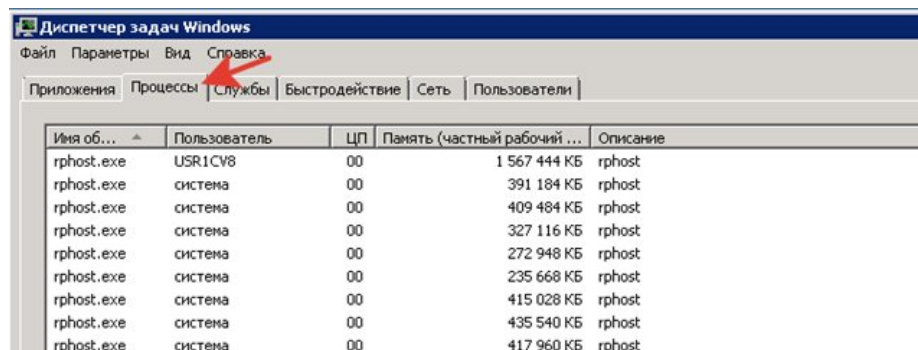 Диспетчер задач Windows
Файл Параметры Вид Справка
Приложения Процессы Службы Быстродействие Сеть Пользователи
Имя об... Пользователь ЦП Память (частный рабочий ... Описание
rphost.exe USR1CV8 00 1 567 444 КБ rphost
rphost.exe система 00 391 184 КБ rphost
rphost.exe система 00 409 484 КБ rphost
rphost.exe система 00 327 116 КБ rphost
rphost.exe система 00 272 948 КБ rphost
rphost.exe система 00 235 668 КБ rphost
rphost.exe система 00 415 028 КБ rphost
rphost.exe система 00 435 540 КБ rphost
rphost.exe система 00 417 960 КБ rphost